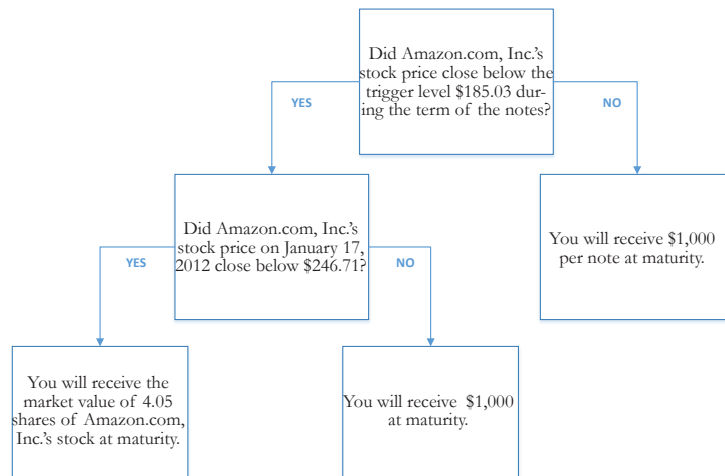 Did Amazon.com, Inc.'s
stock price close below the
trigger level $185.03 dur-
ing the term of the notes?
YES
NO
Did Amazon.com, Inc.'s
stock price on January 17,
2012 close below $246.71?
You will receive $1,000
per note at maturity.
YES
NO
You will receive the
market value of 4.05
shares of Amazon.com,
Inc.'s stock at maturity.
You will receive $1,000
at maturity.